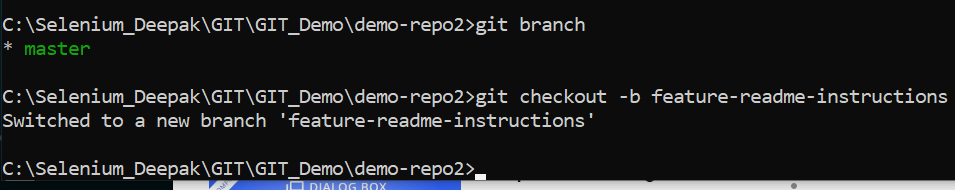 C:\Selenium_Deepak\GIT\GIT_Demo\demo-repo2>git branch
* master
C:\Selenium_Deepak\GIT\GIT_Demo\demo-repo2>git checkout -b feature-readme-instructions
Switched to a new branch 'feature-readme-instructions'
C:\Selenium_Deepak\GIT\GIT_Demo\demo-repo2>
DIALOG BOX